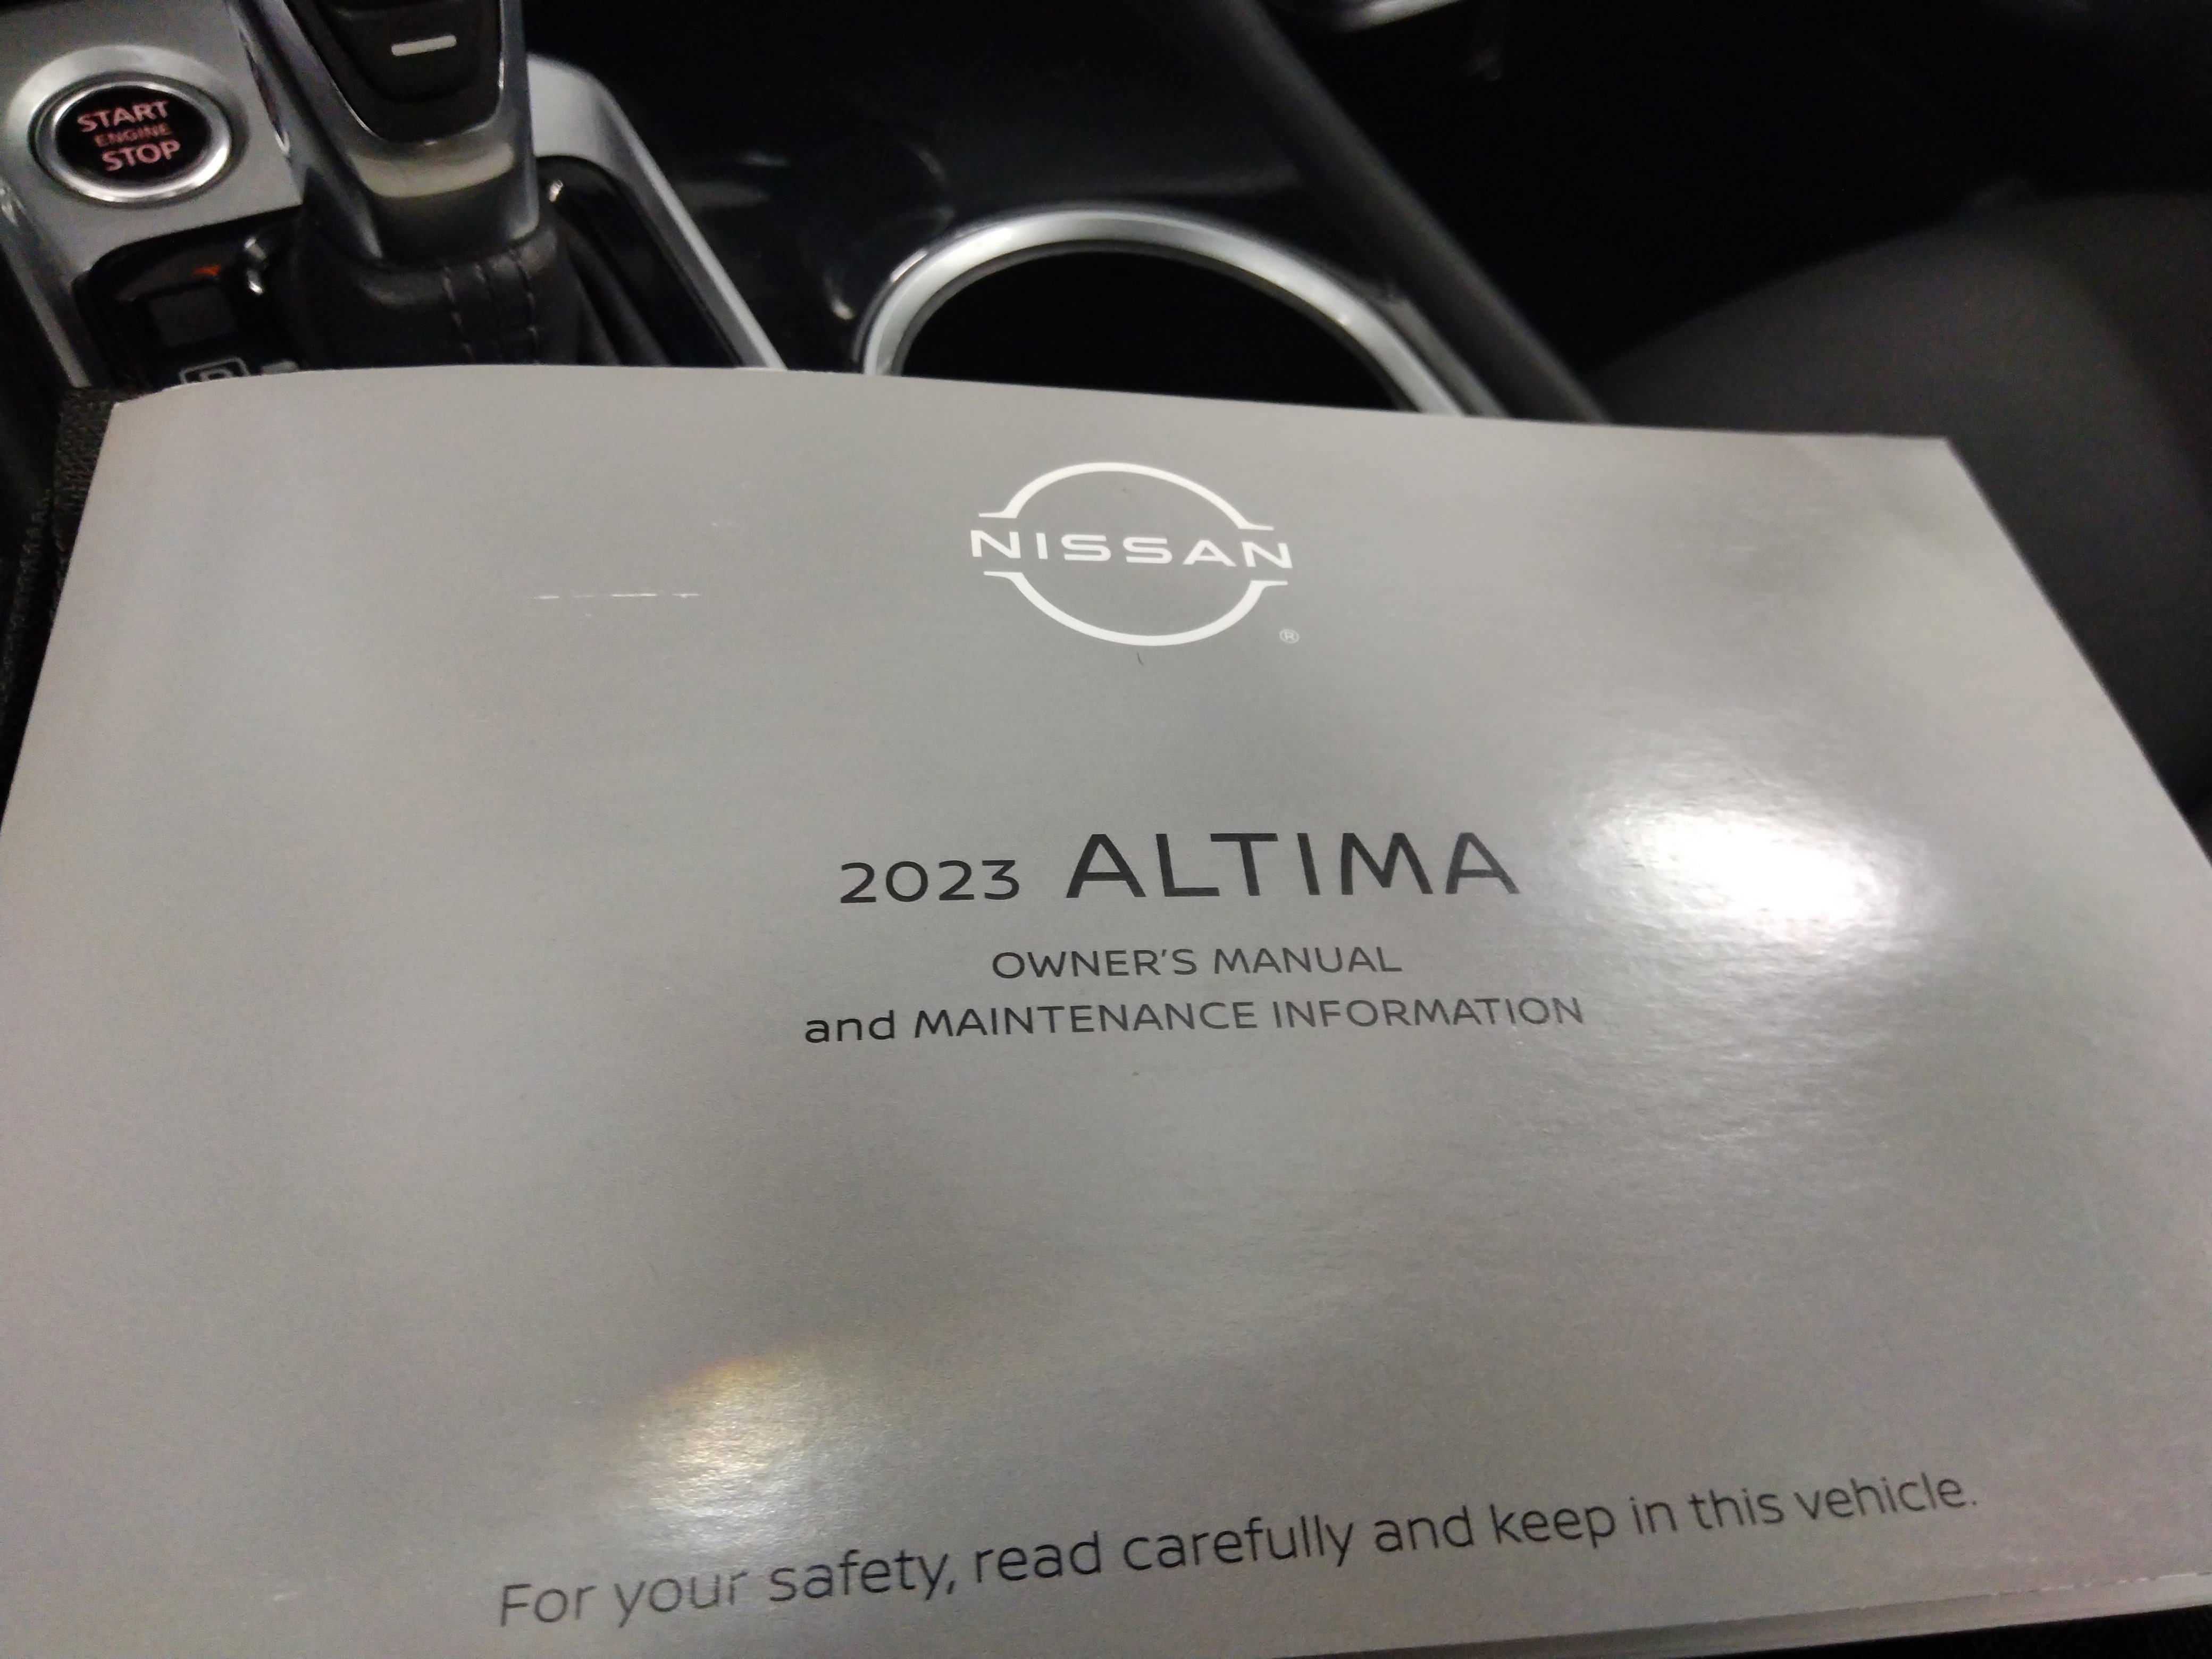 START
ENGINE
STOP
P
NISSAN
®
2023 ALTIMA
OWNER'S MANUAL
and MAINTENANCE INFORMATION
For your safety, read carefully and keep in this vehicle.